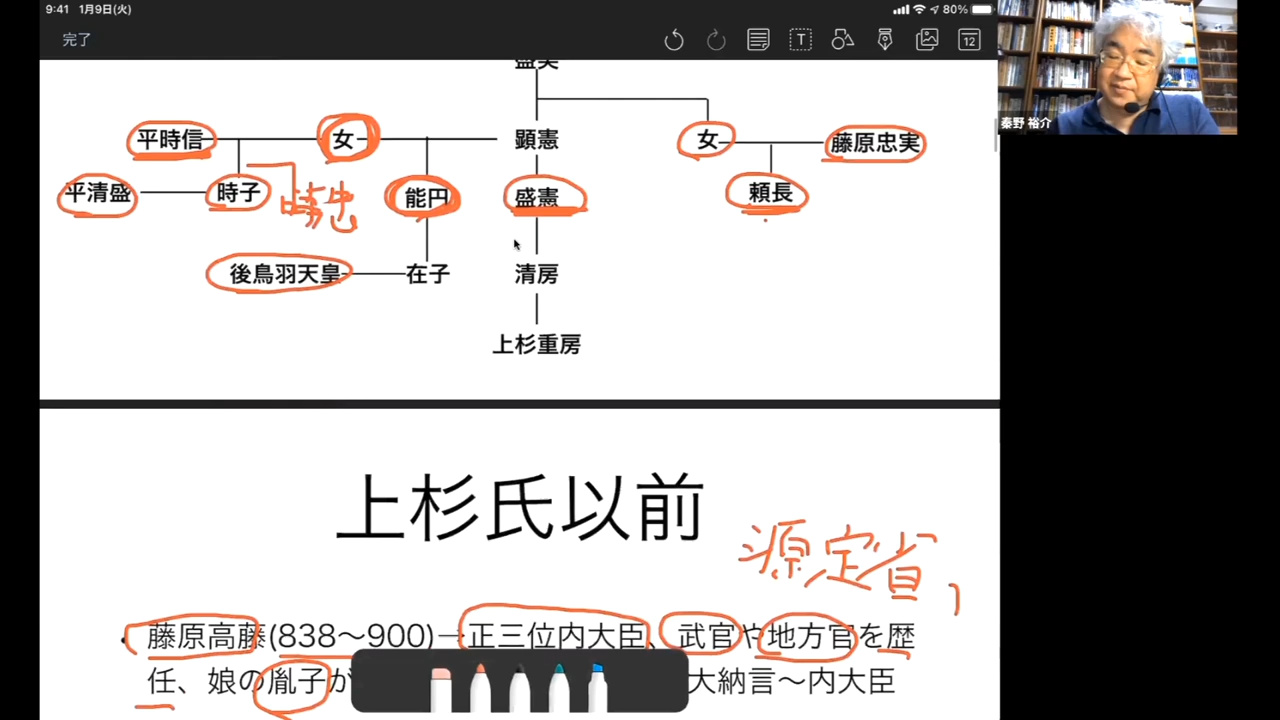 9:41 1月9日(火)
80%
完了
T
12
秦野 裕介
盛実
平時信 女 顕憲 女 藤原忠実
平清盛 時子 時忠 能円 盛憲 頼長
後鳥羽天皇 在子 清房
上杉重房
上杉氏以前
源定省
・藤原高藤(838〜900)→正三位内大臣、武官や地方官を歴
任、娘の胤子が
大納言〜内大臣